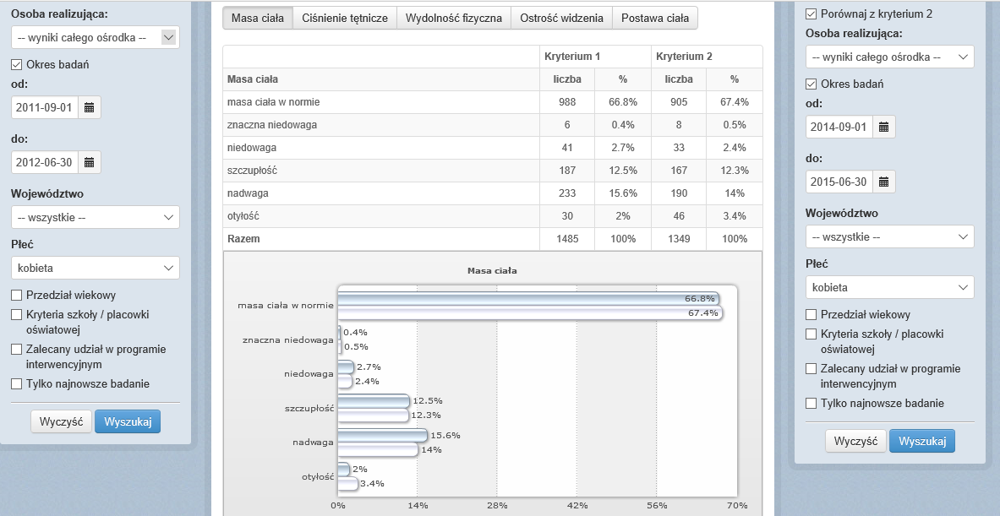 Osoba realizująca:
-- wyniki całego ośrodka --
Okres badań
od:
2011-09-01
do:
2012-06-30
Województwo
-- wszystkie --
Płeć
kobieta
Przedział wiekowy
Kryteria szkoły / placowki
oświatowej
Zalecany udział w programie
interwencyjnym
Tylko najnowsze badanie
Wyczyść Wyszukaj
Masa ciała Ciśnienie tętnicze Wydolność fizyczna Ostrość widzenia Postawa ciała
Kryterium 1 Kryterium 2
Masa ciała liczba % liczba %
masa ciała w normie 988 66.8% 905 67.4%
znaczna niedowaga 6 0.4% 8 0.5%
niedowaga 41 2.7% 33 2.4%
szczupłość 187 12.5% 167 12.3%
nadwaga 233 15.6% 190 14%
otyłość 30 2% 46 3.4%
Razem 1485 100% 1349 100%
Masa ciała
masa ciała w normie 66.8%
67.4%
znaczna niedowaga 0.4%
0.5%
niedowaga 2.7%
2.4%
szczupłość 12.5%
12.3%
nadwaga 15.6%
14%
otyłość 2%
3.4%
0% 14% 28% 42% 56% 70%
Porównaj z kryterium 2
Osoba realizująca:
-- wyniki całego ośrodka --
Okres badań
od:
2014-09-01
do:
2015-06-30
Województwo
-- wszystkie --
Płeć
kobieta
Przedział wiekowy
Kryteria szkoły / placowki
oświatowej
Zalecany udział w programie
interwencyjnym
Tylko najnowsze badanie
Wyczyść Wyszukaj